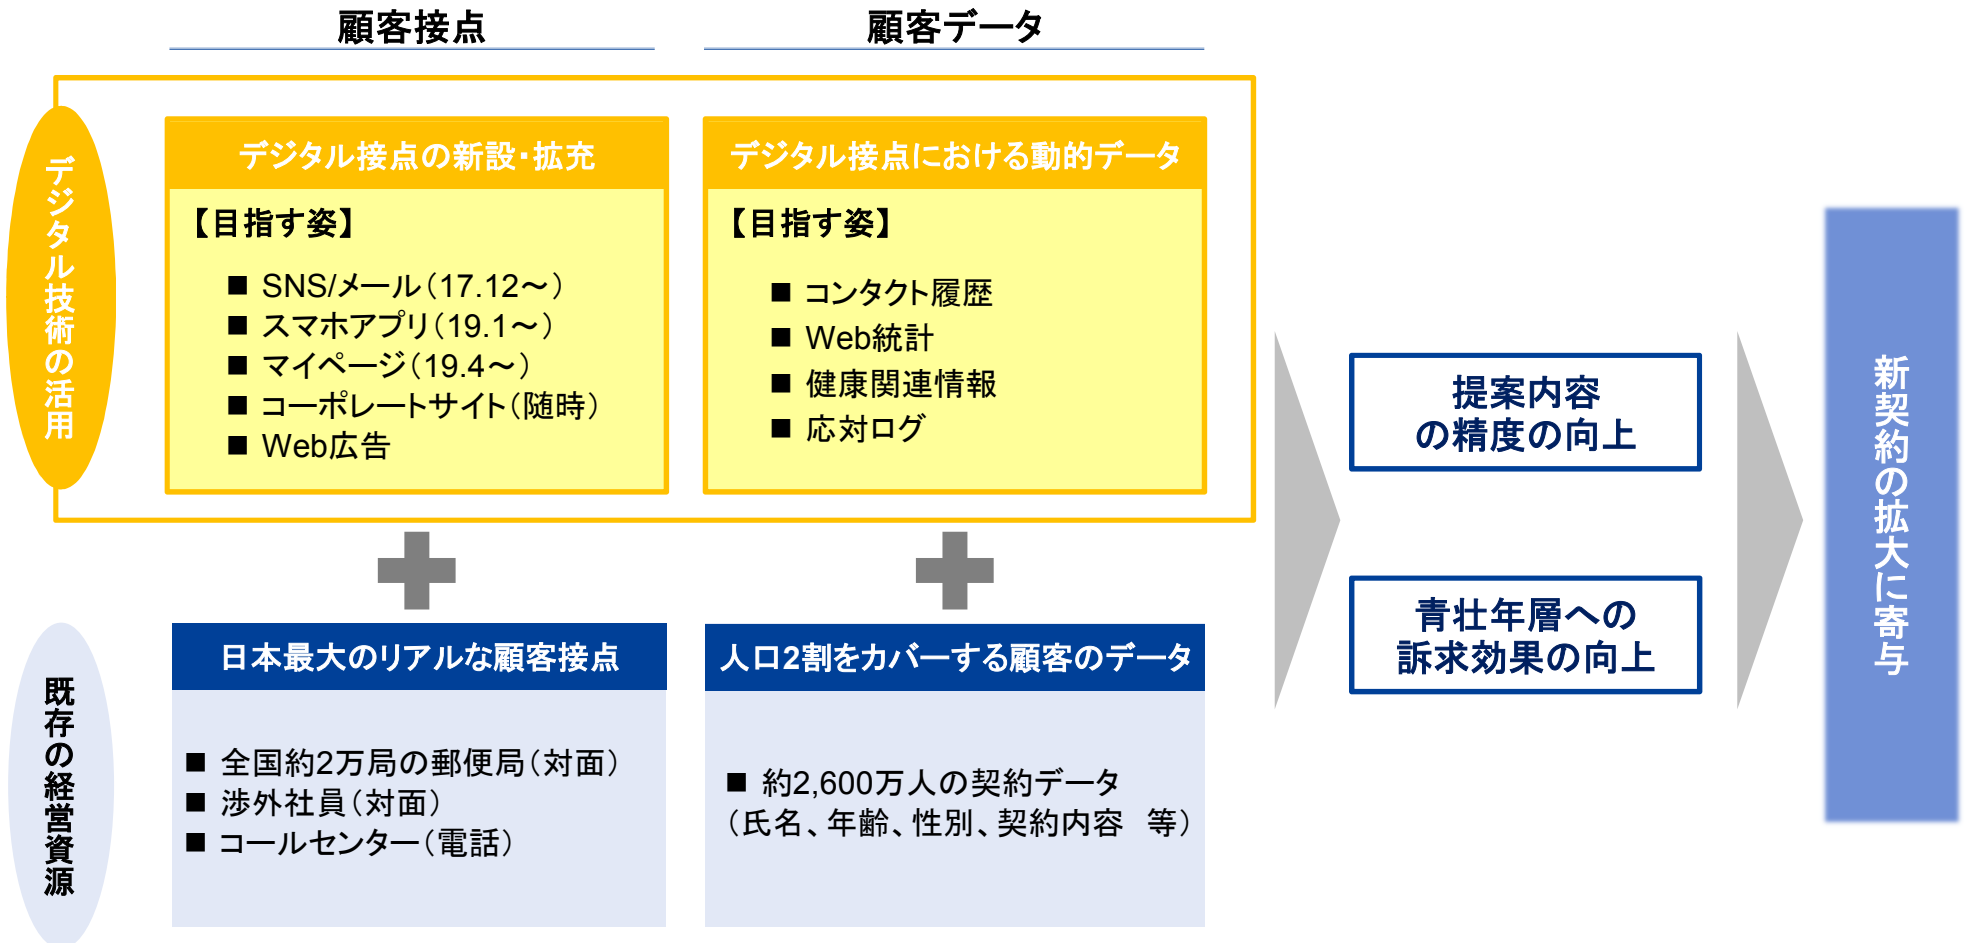 顧客接点
顧客データ
デジタル技術の活用
デジタル接点の新設・拡充
【目指す姿】
■ SNS/メール（17.12～）
■ スマホアプリ（19.1～）
■ マイページ（19.4～）
■ コーポレートサイト（随時）
■ Web広告
デジタル接点における動的データ
【目指す姿】
■ コンタクト履歴
■ Web統計
■ 健康関連情報
■ 応対ログ
既存の経営資源
日本最大のリアルな顧客接点
■ 全国約2万局の郵便局（対面）
■ 渉外社員（対面）
■ コールセンター（電話）
人口2割をカバーする顧客のデータ
■ 約2,600万人の契約データ
（氏名、年齢、性別、契約内容　等）
提案内容
の精度の向上
青壮年層への
訴求効果の向上
新契約の拡大に寄与